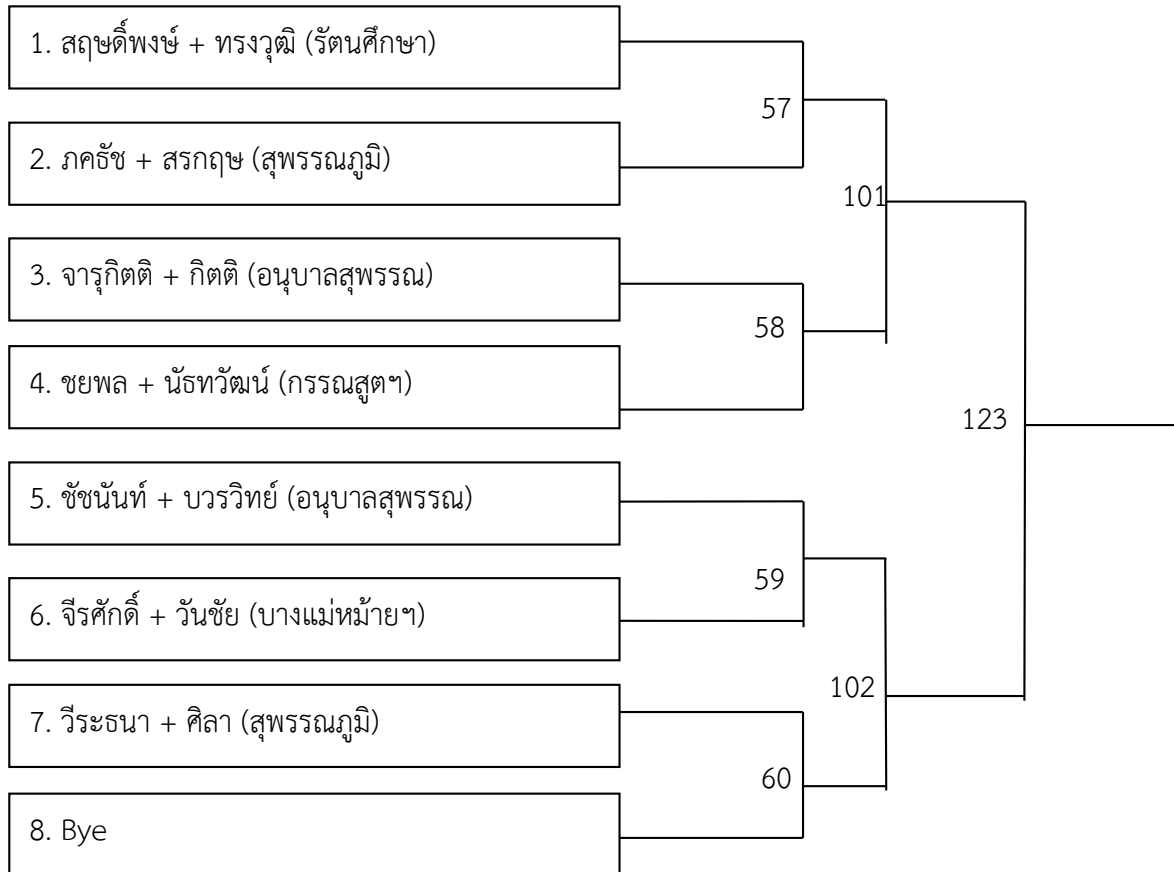 1. สฤษดิ์พงษ์ + ทรงวุฒิ (รัตนศึกษา)
57
2. ภคธัช + สรกฤษ (สุพรรณภูมิ)
101
3. จารุกิตติ + กิตติ (อนุบาลสุพรรณ)
58
4. ชยพล + นัธทวัฒน์ (กรรณสูตฯ)
123
5. ชัชนันท์ + บวรวิทย์ (อนุบาลสุพรรณ)
59
6. จีรศักดิ์ + วันชัย (บางแม่หม้ายฯ)
102
7. วีระธนา + ศิลา (สุพรรณภูมิ)
60
8. Bye